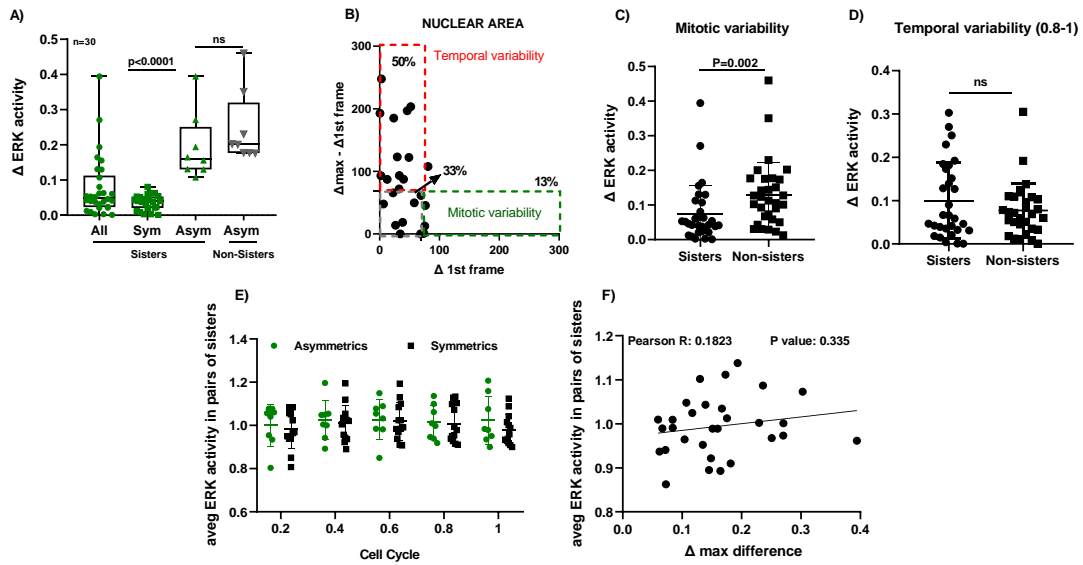 A)
n=30
p<0.0001
ns
Δ ERK activity
0.5
0.4
0.3
0.2
0.1
0.0
All
Sym
Asym
Asym
Sisters
Non-Sisters
B)
NUCLEAR AREA
Δmax - Δ1st frame
300
200
100
0
50%
Temporal variability
33%
13%
Mitotic variability
0
100
200
300
Δ 1st frame
C)
Mitotic variability
P=0.002
Δ ERK activity
0.5
0.4
0.3
0.2
0.1
0.0
Sisters
Non-sisters
D)
Temporal variability (0.8-1)
ns
Δ ERK activity
0.4
0.3
0.2
0.1
0.0
Sisters
Non-sisters
E)
aveg ERK activity in pairs of sisters
Asymmetrics
Symmetrics
1.4
1.2
1.0
0.8
0.6
0.2
0.4
0.6
0.8
1
Cell Cycle
F)
aveg ERK activity in pairs of sisters
Pearson R: 0.1823
P value: 0.335
1.2
1.1
1.0
0.9
0.8
0.0
0.1
0.2
0.3
0.4
Δ max difference